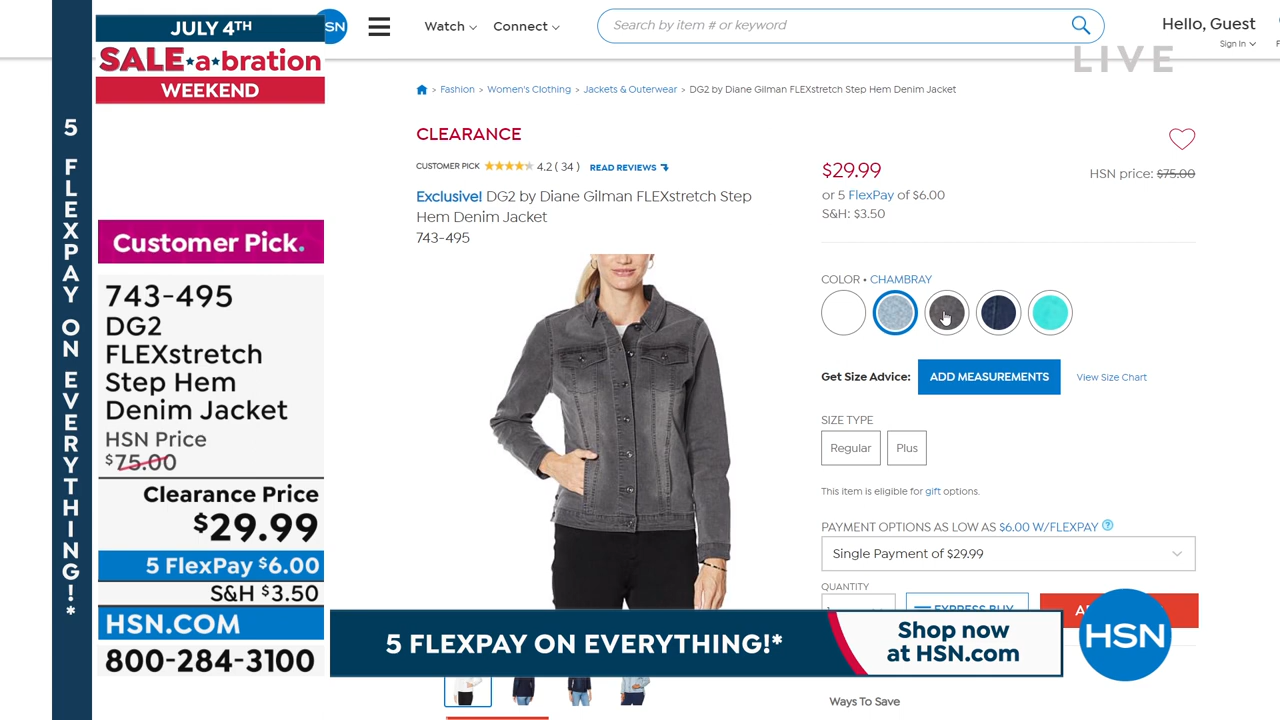 5 FLEXPAY ON EVERYTHING!*
JULY 4TH
SALE★a★bration
WEEKEND
HSN
Watch
Connect
Search by item # or keyword
Hello, Guest
Sign In
LIVE
> Fashion > Women's Clothing > Jackets & Outerwear > DG2 by Diane Gilman FLEXstretch Step Hem Denim Jacket
CLEARANCE
CUSTOMER PICK 4.2 ( 34 ) READ REVIEWS
Exclusive! DG2 by Diane Gilman FLEXstretch Step
Hem Denim Jacket
743-495
$29.99
HSN price: $75.00
or 5 FlexPay of $6.00
S&H: $3.50
COLOR • CHAMBRAY
Get Size Advice: ADD MEASUREMENTS View Size Chart
SIZE TYPE
Regular Plus
This item is eligible for gift options.
PAYMENT OPTIONS AS LOW AS $6.00 W/FLEXPAY ?
Single Payment of $29.99
QUANTITY
EXPRESS BUY
Ways To Save
Customer Pick.
743-495
DG2
FLEXstretch
Step Hem
Denim Jacket
HSN Price
$75.00
Clearance Price
$29.99
5 FlexPay $6.00
S&H $3.50
HSN.COM
800-284-3100
5 FLEXPAY ON EVERYTHING!*
Shop now
at HSN.com
HSN